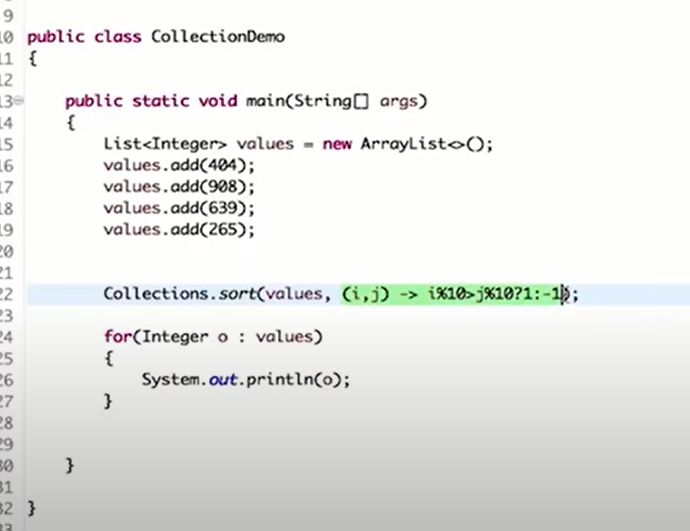 9
10 public class CollectionDemo
11 {
12
13 public static void main(String[] args)
14 {
15 List<Integer> values = new ArrayList<>();
16 values.add(404);
17 values.add(908);
18 values.add(639);
19 values.add(265);
20
21
22 Collections.sort(values, (i,j) -> i%10>j%10?1:-1);
23
24 for(Integer o : values)
25 {
26 System.out.println(o);
27 }
28
29
30 }
31
32 }
33